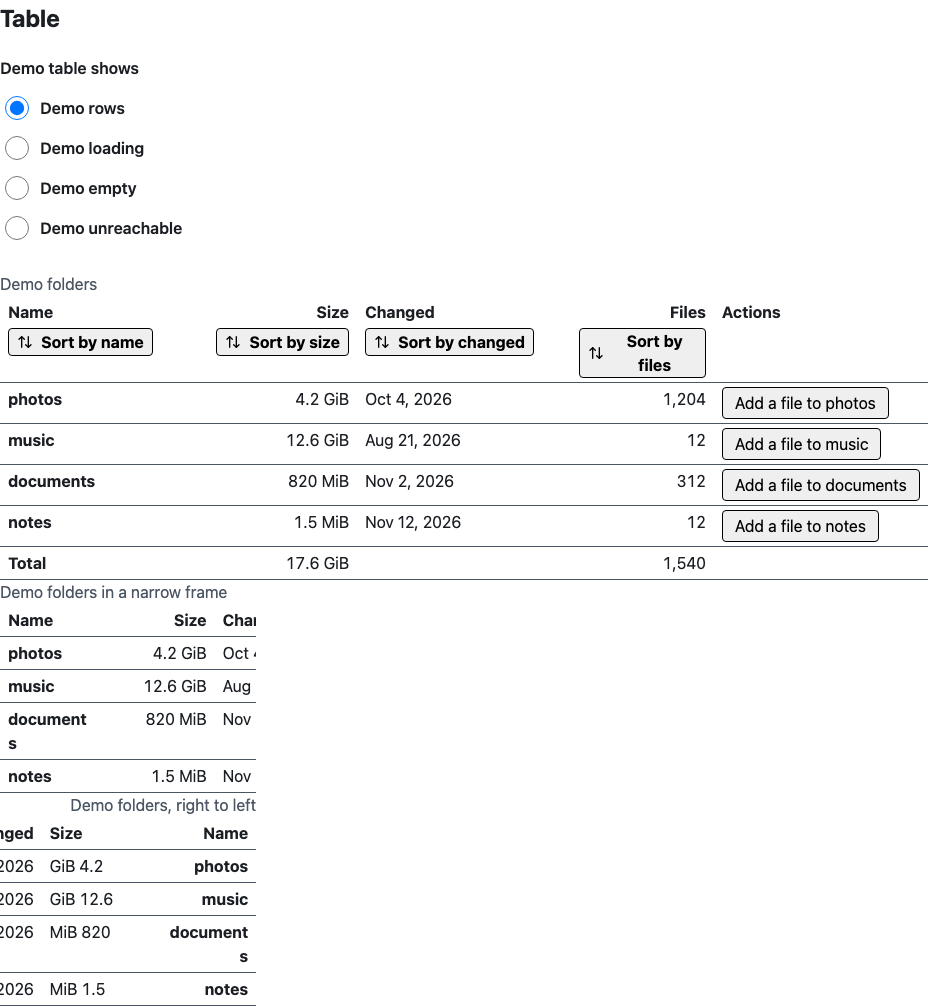 Table
Demo table shows
Demo rows
Demo loading
Demo empty
Demo unreachable
Demo folders
Name Size Changed Files Actions
Sort by name Sort by size Sort by changed Sort by
files
photos 4.2 GiB Oct 4, 2026 1,204 Add a file to photos
music 12.6 GiB Aug 21, 2026 12 Add a file to music
documents 820 MiB Nov 2, 2026 312 Add a file to documents
notes 1.5 MiB Nov 12, 2026 12 Add a file to notes
Total 17.6 GiB 1,540
Demo folders in a narrow frame
Name Size Chan
photos 4.2 GiB Oct
music 12.6 GiB Aug
document 820 MiB Nov
s
notes 1.5 MiB Nov
Demo folders, right to left
nged Size Name
2026 GiB 4.2 photos
2026 GiB 12.6 music
2026 MiB 820 document
s
2026 MiB 1.5 notes